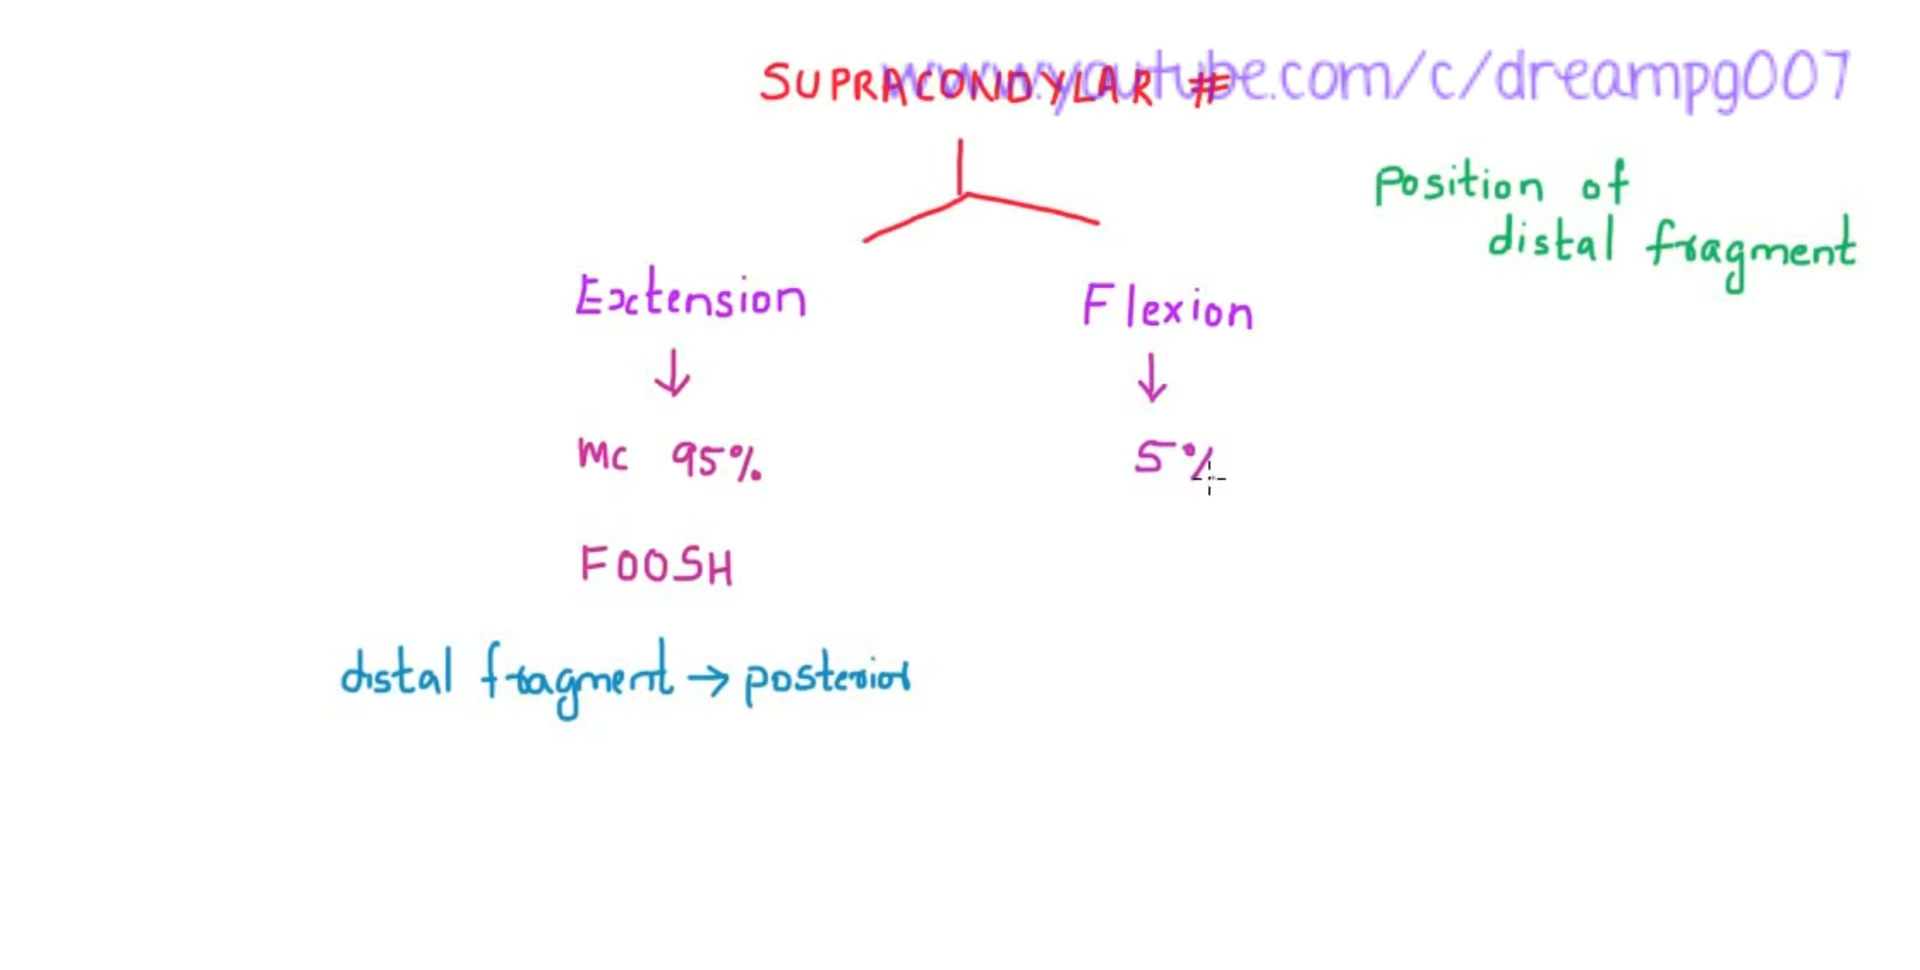 www.youtube.com/c/dreampg007
SUPRACONDYLAR #
Position of
distal fragment
Extension
Flexion
↓
↓
Mc 95%
5%
FOOSH
distal fragment → posterior